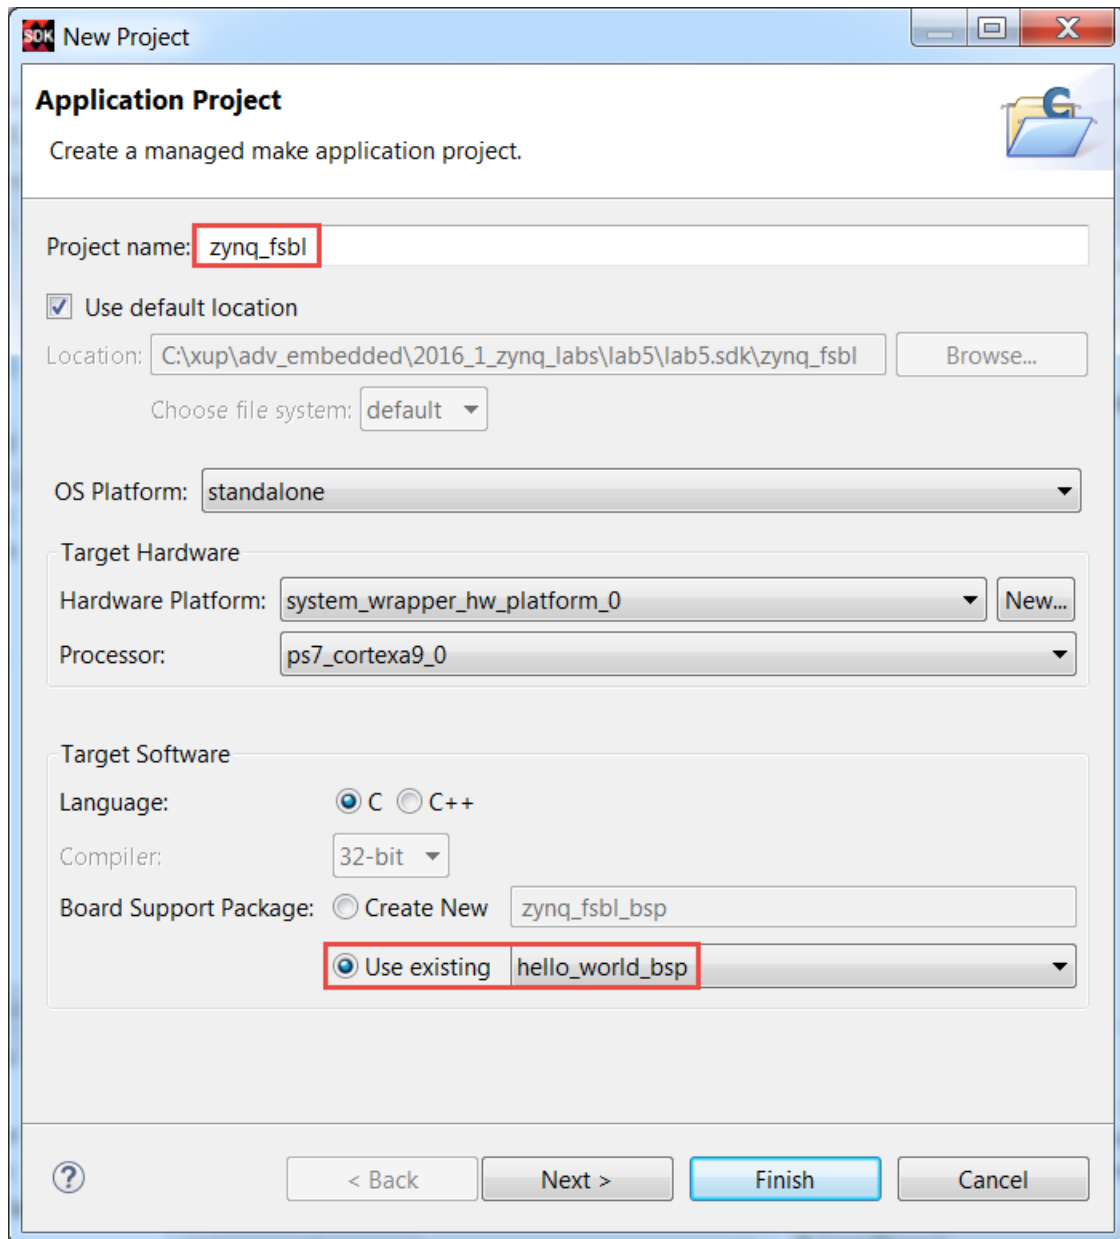 SDK New Project
Application Project
Create a managed make application project.
Project name: zynq_fsbl
Use default location
Location: C:\xup\adv_embedded\2016_1_zynq_labs\lab5\lab5.sdk\zynq_fsbl Browse...
Choose file system: default
OS Platform: standalone
Target Hardware
Hardware Platform: system_wrapper_hw_platform_0 New...
Processor: ps7_cortexa9_0
Target Software
Language: C C++
Compiler: 32-bit
Board Support Package: Create New zynq_fsbl_bsp
Use existing hello_world_bsp
? < Back Next > Finish Cancel